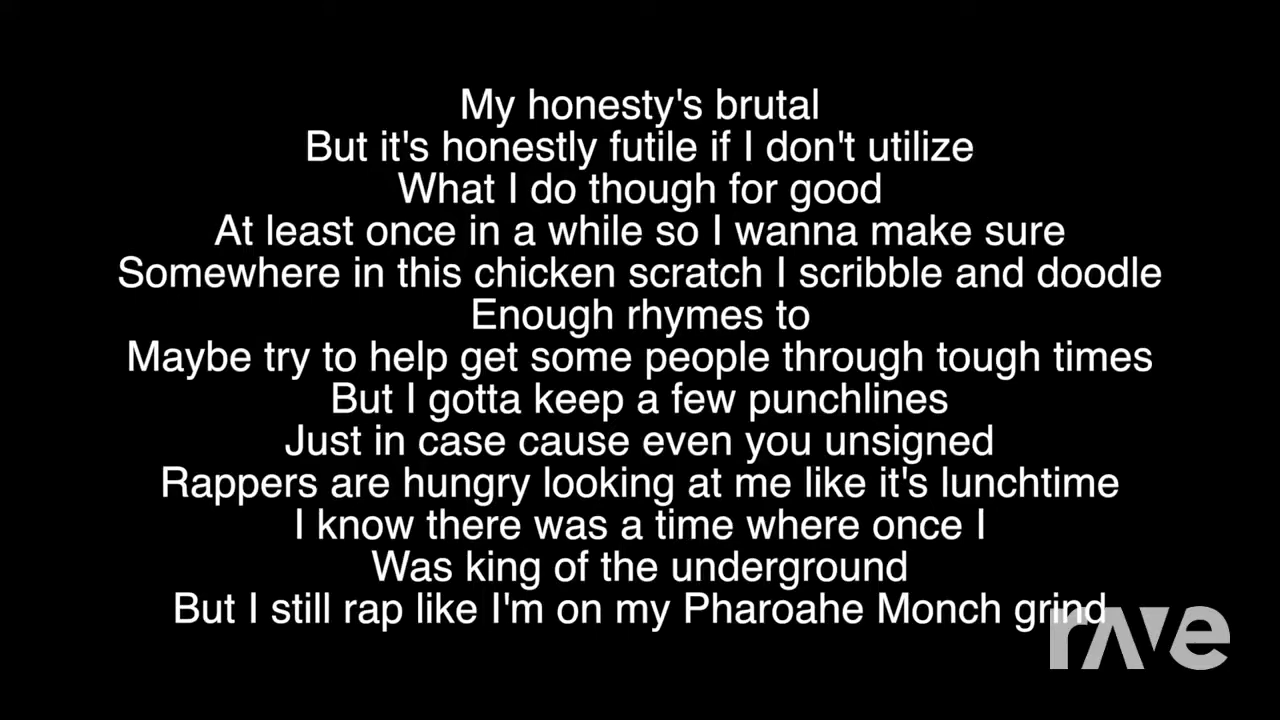 My honesty's brutal
But it's honestly futile if I don't utilize
What I do though for good
At least once in a while so I wanna make sure
Somewhere in this chicken scratch I scribble and doodle
Enough rhymes to
Maybe try to help get some people through tough times
But I gotta keep a few punchlines
Just in case cause even you unsigned
Rappers are hungry looking at me like it's lunchtime
I know there was a time where once I
Was king of the underground
But I still rap like I'm on my Pharoahe Monch grind
rave